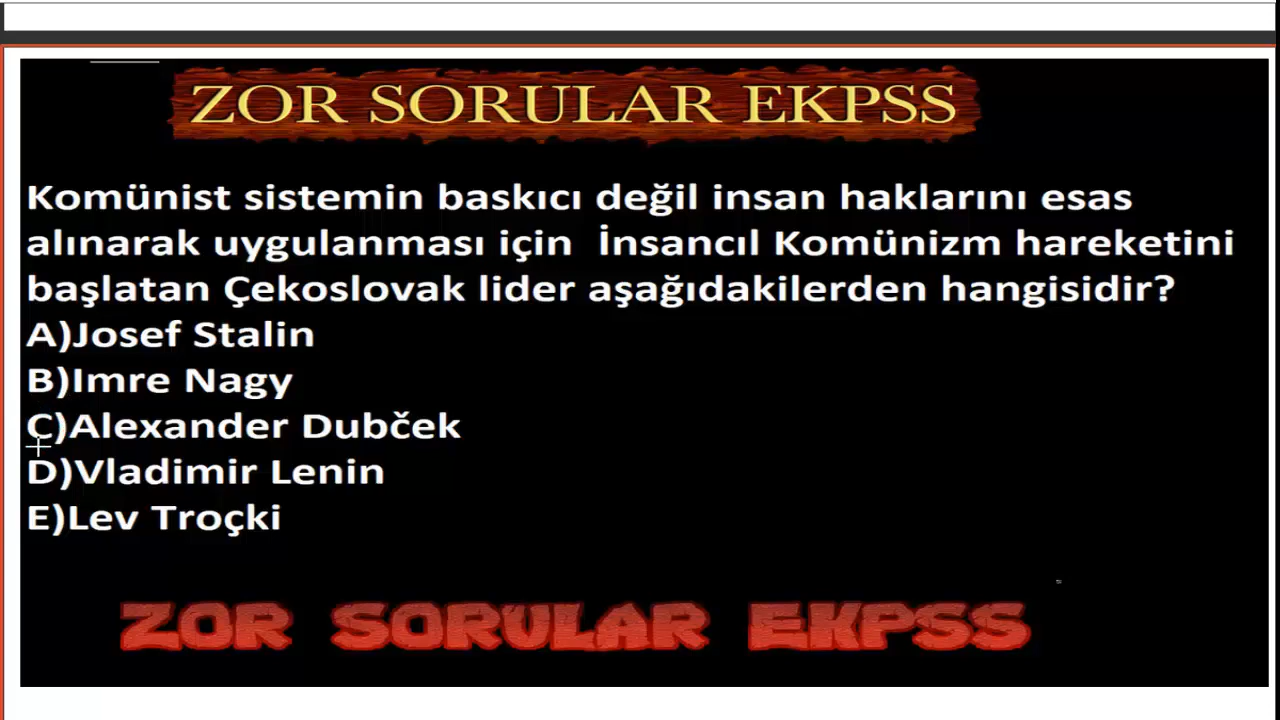 ZOR SORULAR EKPSS
Komünist sistemin baskıcı değil insan haklarını esas
alınarak uygulanması için İnsancıl Komünizm hareketini
başlatan Çekoslovak lider aşağıdakilerden hangisidir?
A)Josef Stalin
B)Imre Nagy
C)Alexander Dubček
D)Vladimir Lenin
E)Lev Troçki
ZOR SORULAR EKPSS